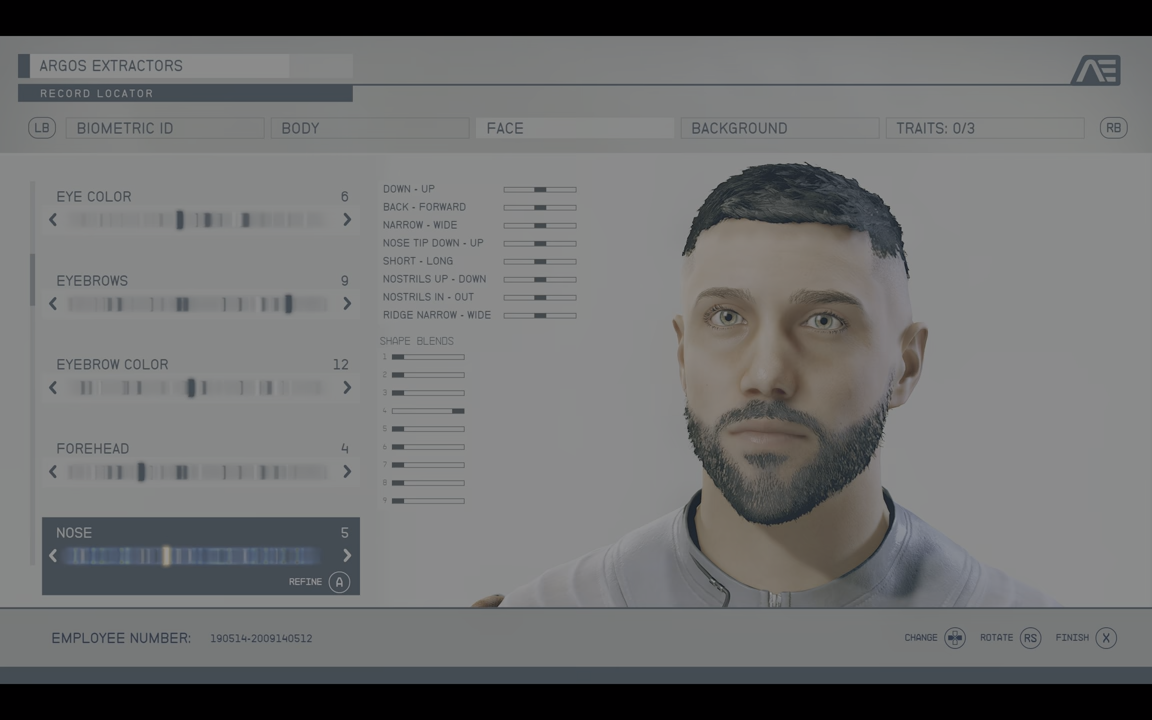 ARGOS EXTRACTORS
RECORD LOCATOR
LB
BIOMETRIC ID
BODY
FACE
BACKGROUND
TRAITS: 0/3
RB
EYE COLOR 6
EYEBROWS 9
EYEBROW COLOR 12
FOREHEAD 4
NOSE 5
REFINE A
DOWN - UP
BACK - FORWARD
NARROW - WIDE
NOSE TIP DOWN - UP
SHORT - LONG
NOSTRILS UP - DOWN
NOSTRILS IN - OUT
RIDGE NARROW - WIDE
SHAPE BLENDS
1
2
3
4
5
6
7
8
9
EMPLOYEE NUMBER: 190514-2009140512
CHANGE
ROTATE RS
FINISH X